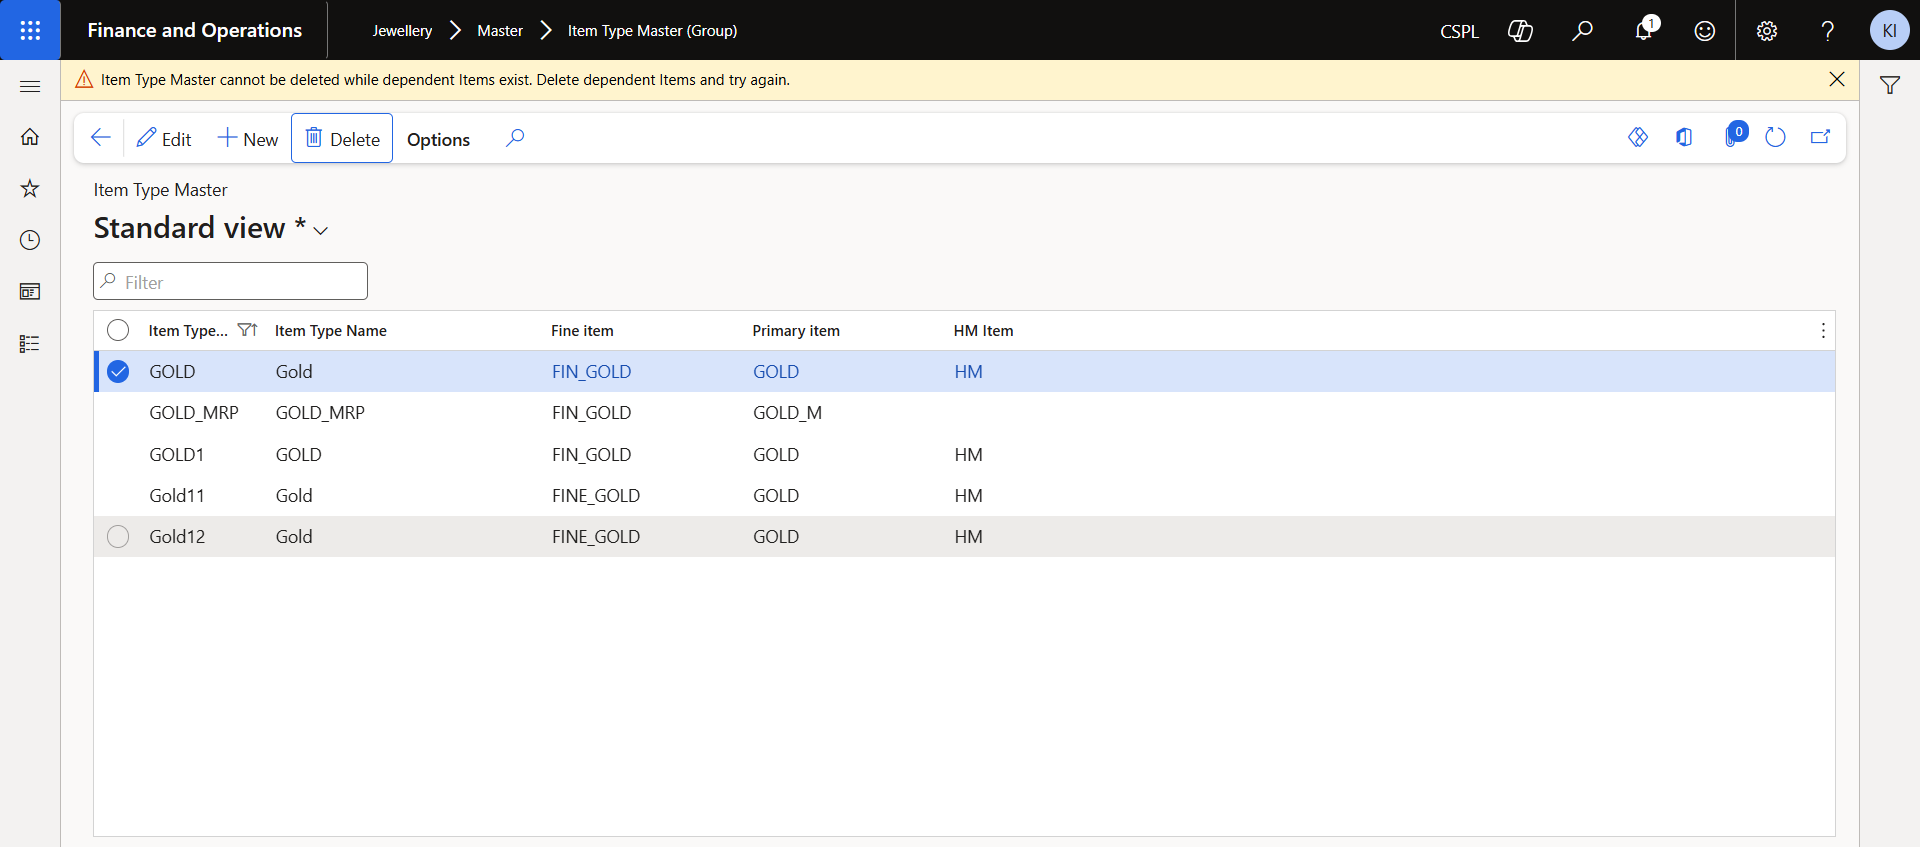 Finance and Operations
Jewellery
Master
Item Type Master (Group)
CSPL
1
?
KI
Item Type Master cannot be deleted while dependent Items exist. Delete dependent Items and try again.
Edit
New
Delete
Options
0
Item Type Master
Standard view *
Filter
Item Type... Item Type Name Fine item Primary item HM Item
GOLD Gold FIN_GOLD GOLD HM
GOLD_MRP GOLD_MRP FIN_GOLD GOLD_M
GOLD1 GOLD FIN_GOLD GOLD HM
Gold11 Gold FINE_GOLD GOLD HM
Gold12 Gold FINE_GOLD GOLD HM